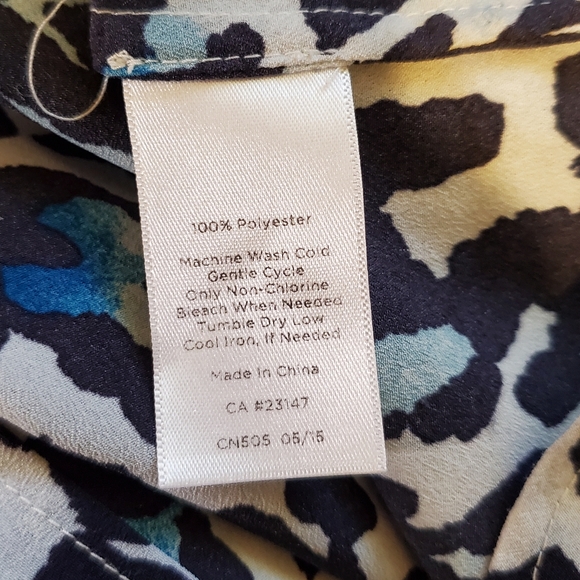 100% Polyester
Machine Wash Cold
Gentle Cycle
Only Non-Chlorine
Bleach When Needed
Tumble Dry Low
Cool Iron, If Needed
Made In China
CA #23147
CN505 05/15